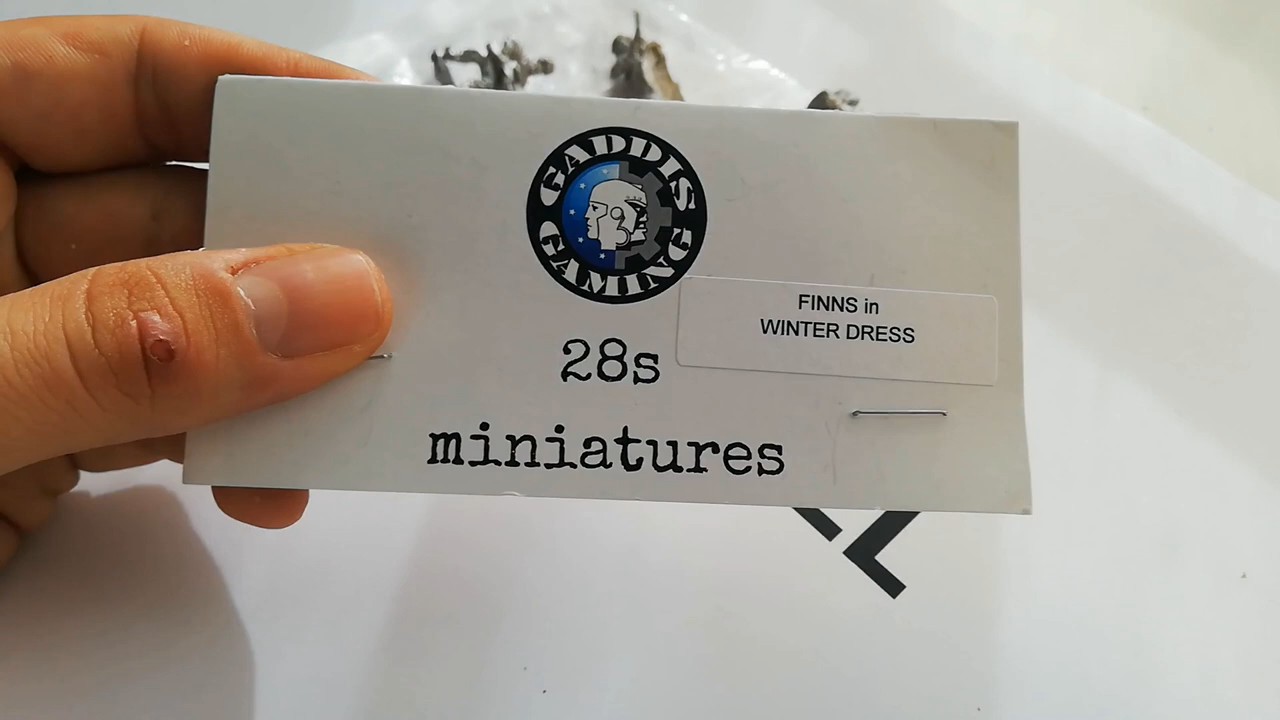 GADDIS
GAMING
FINNS in
WINTER DRESS
28s
miniatures